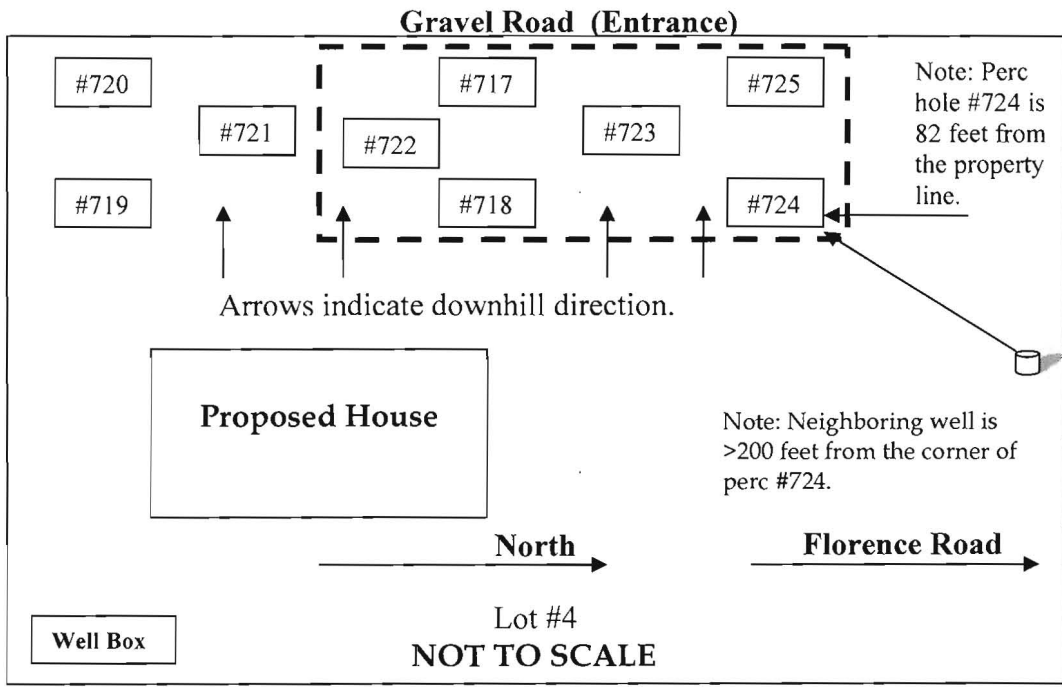 Gravel Road (Entrance)
#720
#717
#725
#721
#722
#723
#719
#718
#724
Note: Perc
hole #724 is
82 feet from
the property
line.
Arrows indicate downhill direction.
Proposed House
Note: Neighboring well is
>200 feet from the corner of
perc #724.
North
Florence Road
Well Box
Lot #4
NOT TO SCALE